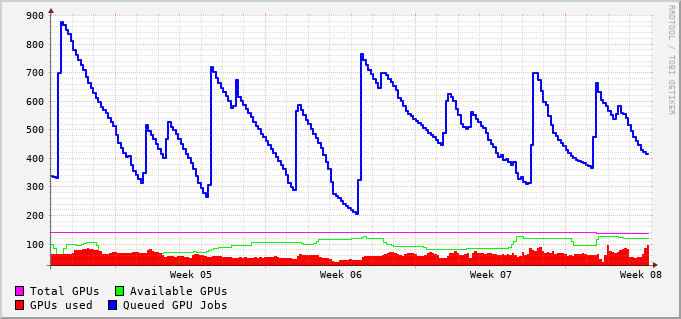 900
800
700
600
500
400
300
200
100
Week 05 Week 06 Week 07 Week 08
Total GPUs Available GPUs
GPUs used Queued GPU Jobs
RRDTOOL / TOBI OETIKER